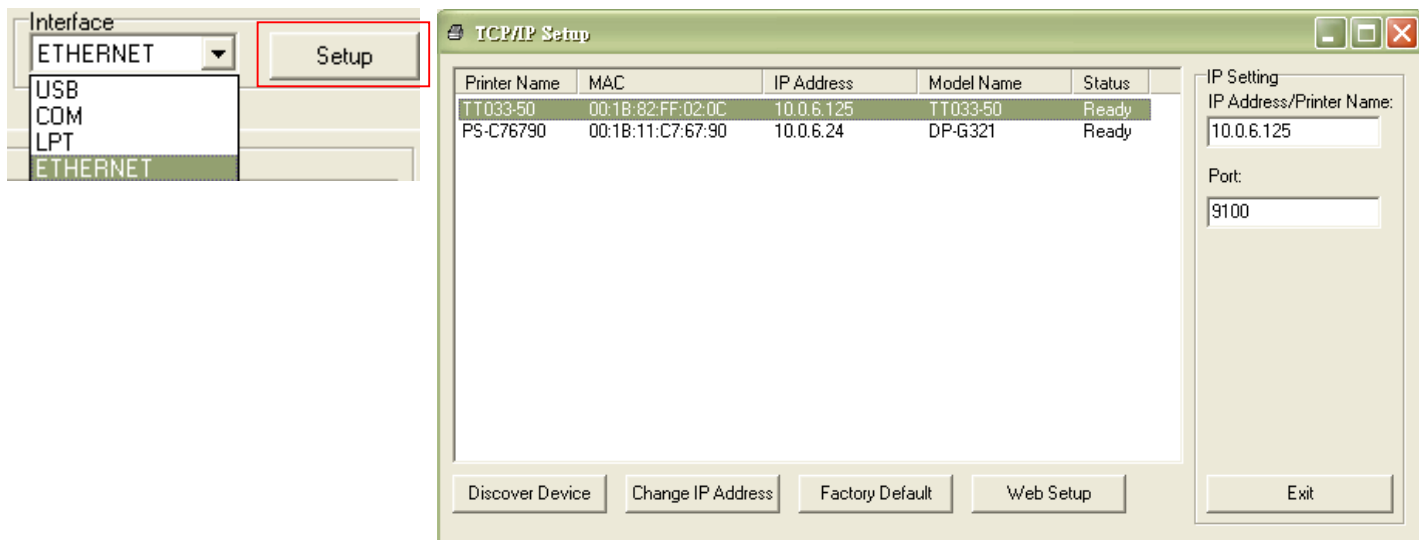 Interface
ETHERNET
Setup
USB
COM
LPT
ETHERNET
TCP/IP Setup
Printer Name MAC IP Address Model Name Status
TT033-50 00:1B:82:FF:02:0C 10.0.6.125 TT033-50 Ready
PS-C76790 00:1B:11:C7:67:90 10.0.6.24 DP-G321 Ready
IP Setting
IP Address/Printer Name:
10.0.6.125
Port:
9100
Discover Device Change IP Address Factory Default Web Setup Exit